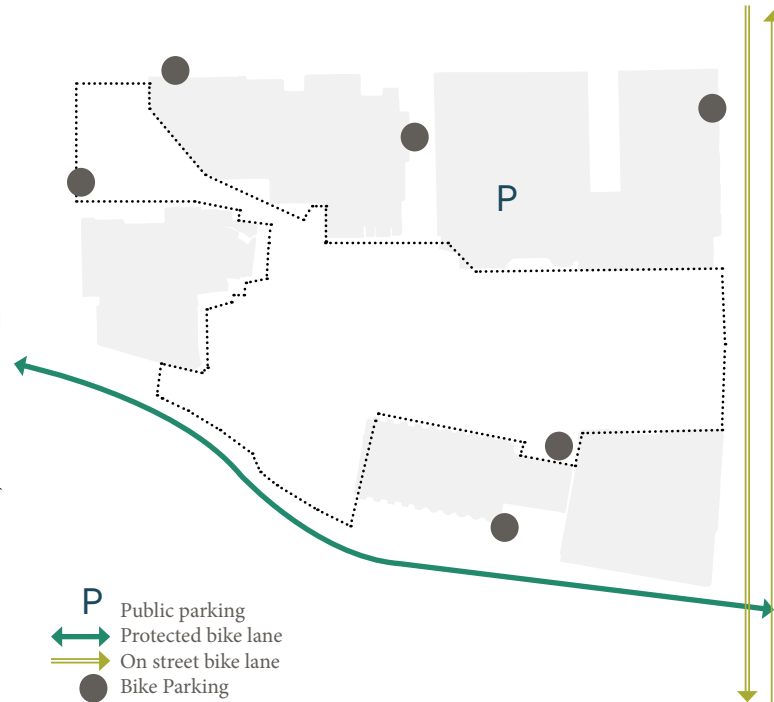 P
P Public parking
Protected bike lane
On street bike lane
Bike Parking